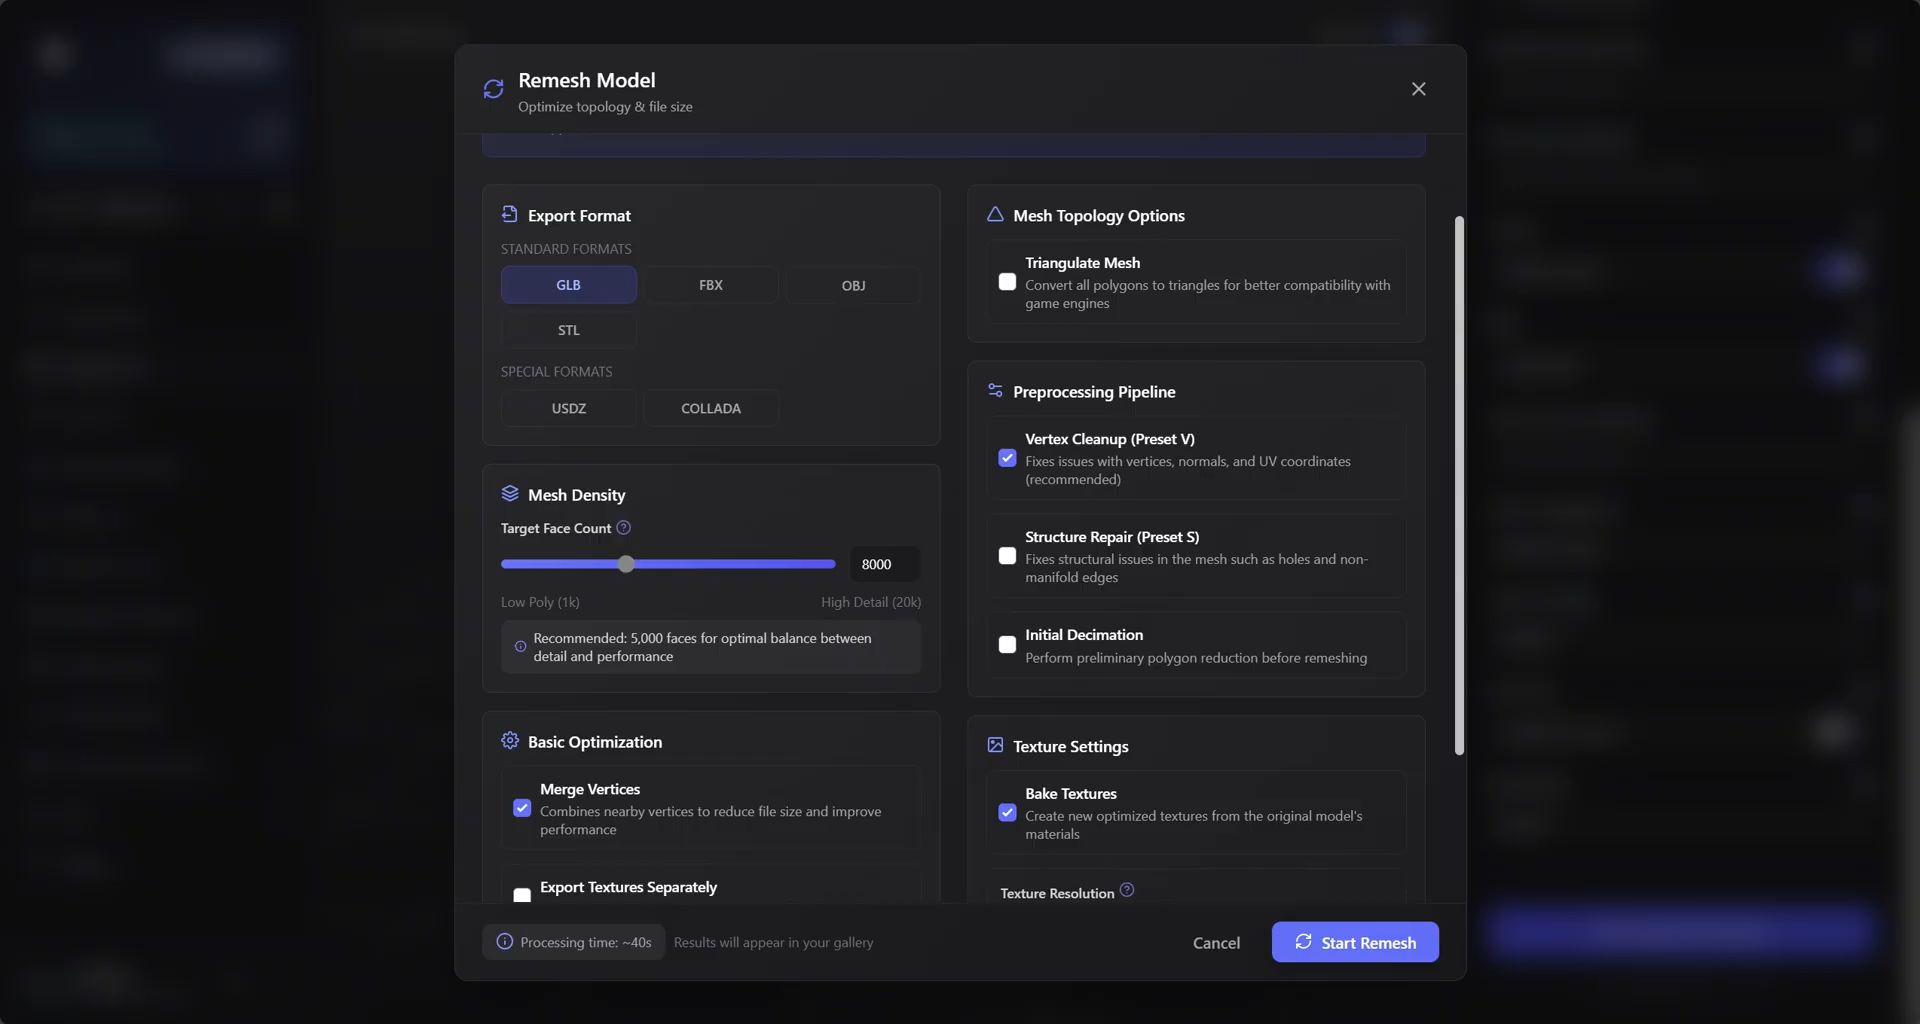 Remesh Model
Optimize topology & file size
Export Format
STANDARD FORMATS
GLB
FBX
OBJ
STL
SPECIAL FORMATS
USDZ
COLLADA
Mesh Density
Target Face Count
8000
Low Poly (1k)
High Detail (20k)
Recommended: 5,000 faces for optimal balance between
detail and performance
Basic Optimization
Merge Vertices
Combines nearby vertices to reduce file size and improve
performance
Export Textures Separately
Mesh Topology Options
Triangulate Mesh
Convert all polygons to triangles for better compatibility with
game engines
Preprocessing Pipeline
Vertex Cleanup (Preset V)
Fixes issues with vertices, normals, and UV coordinates
(recommended)
Structure Repair (Preset S)
Fixes structural issues in the mesh such as holes and non-
manifold edges
Initial Decimation
Perform preliminary polygon reduction before remeshing
Texture Settings
Bake Textures
Create new optimized textures from the original model's
materials
Texture Resolution
Processing time: ~40s
Results will appear in your gallery
Cancel
Start Remesh